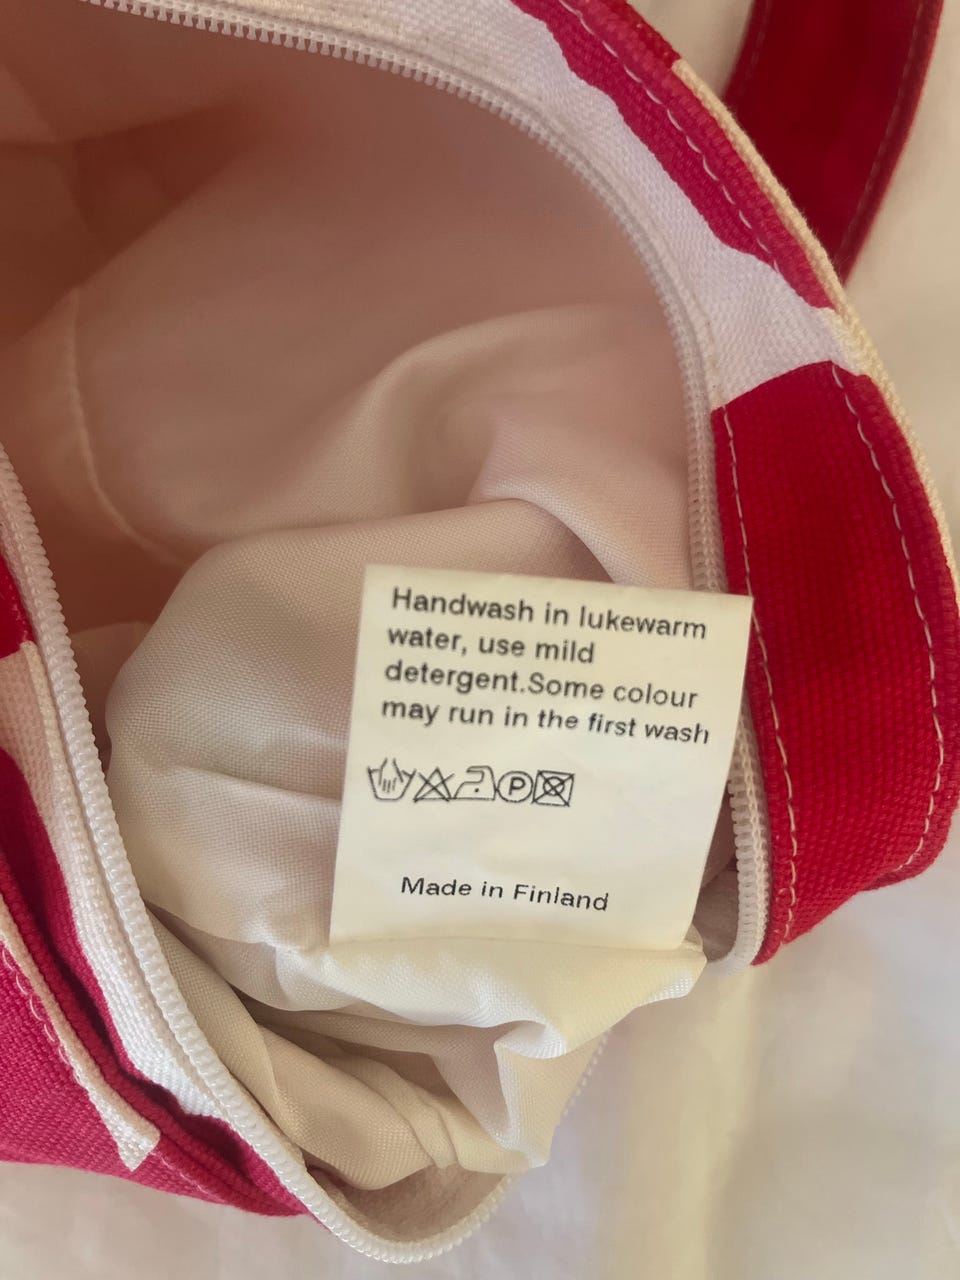 Handwash in lukewarm
water, use mild
detergent.Some colour
may run in the first wash
P
Made in Finland